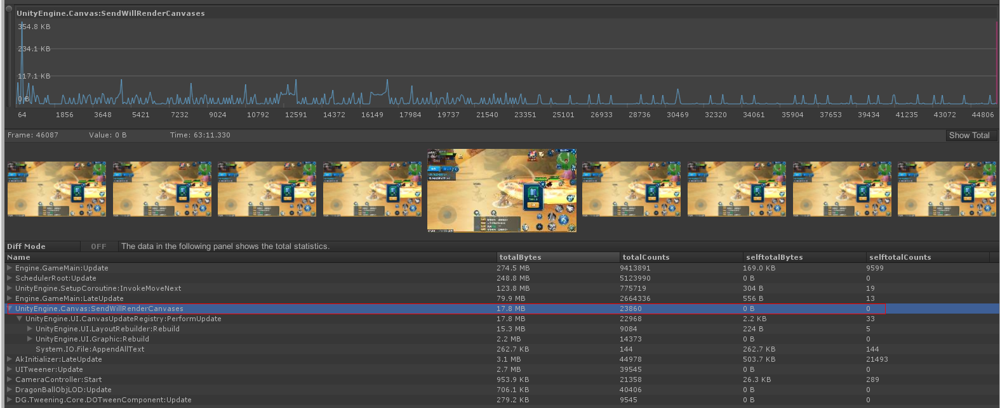 UnityEngine.Canvas:SendWillRenderCanvases
354.8 KB
234.1 KB
117.1 KB
0 B
64 1856 3648 5421 7232 9024 10792 12591 14372 16149 17984 19737 21540 23351 25101 26933 28736 30469 32320 34061 35904 37653 39434 41235 43072 44806
Frame: 46087 Value: 0 B Time: 63:11.330 Show Total
Diff Mode OFF The data in the following panel shows the total statistics.
Name totalBytes totalCounts selftotalBytes selftotalCounts
Engine.GameMain:Update 274.5 MB 9413891 169.0 KB 9599
SchedulerRoot:Update 248.8 MB 5123990 0 B 0
UnityEngine.SetupCoroutine:InvokeMoveNext 123.8 MB 775719 304 B 19
Engine.GameMain:LateUpdate 79.9 MB 2664336 556 B 13
UnityEngine.Canvas:SendWillRenderCanvases 17.8 MB 23860 0 B 0
UnityEngine.UI.CanvasUpdateRegistry:PerformUpdate 17.8 MB 22968 2.2 KB 33
UnityEngine.UI.LayoutRebuilder:Rebuild 15.3 MB 9084 224 B 5
UnityEngine.UI.Graphic:Rebuild 2.2 MB 14373 0 B 0
System.IO.File:AppendAllText 262.7 KB 144 262.7 KB 144
AkInitializer:LateUpdate 3.1 MB 44978 503.7 KB 21493
UITweener:Update 2.7 MB 39545 0 B 0
CameraController:Start 953.9 KB 21358 26.3 KB 289
DragonBallObjLOD:Update 706.1 KB 40406 0 B 0
DG.Tweening.Core.DOTweenComponent:Update 279.2 KB 9545 0 B 0